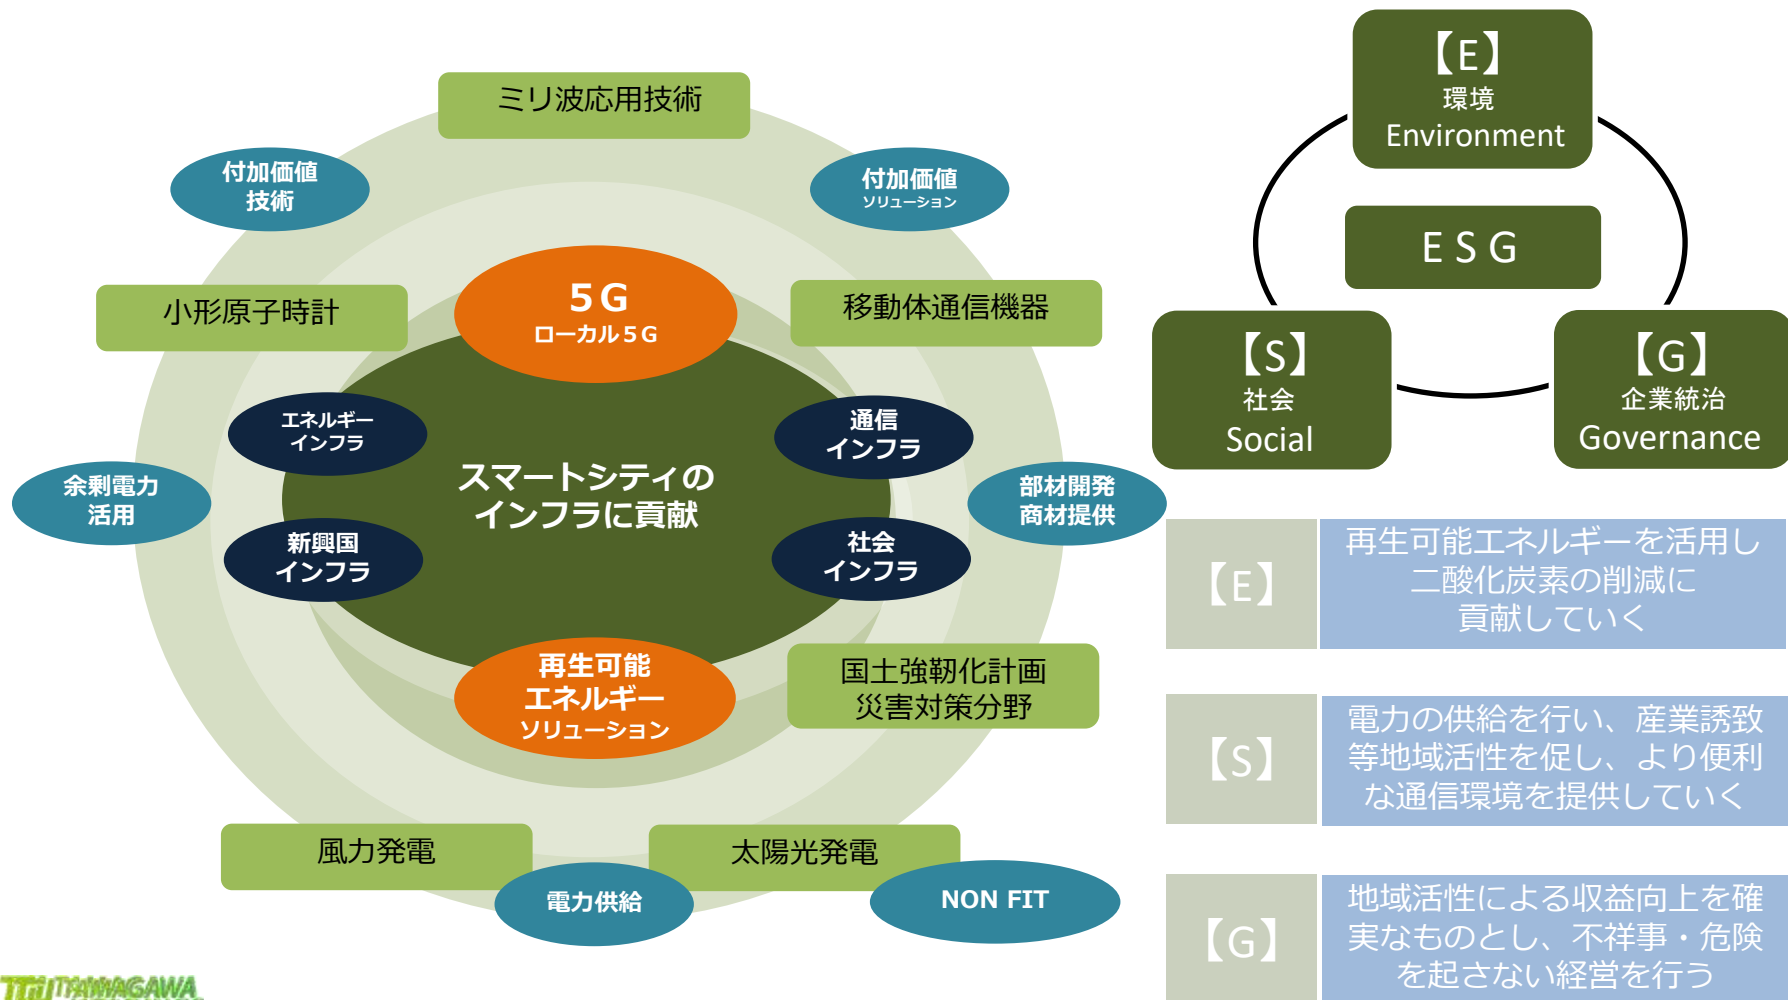 ミリ波応用技術
付加価値
技術
付加価値
ソリューション
5G
ローカル5G
小形原子時計
移動体通信機器
エネルギー
インフラ
通信
インフラ
スマートシティの
インフラに貢献
余剰電力
活用
部材開発
商材提供
新興国
インフラ
社会
インフラ
再生可能
エネルギー
ソリューション
国土強靭化計画
災害対策分野
風力発電
太陽光発電
電力供給
NON FIT
TAMAGAWA
【E】
環境
Environment
ESG
【S】
社会
Social
【G】
企業統治
Governance
【E】
再生可能エネルギーを活用し
二酸化炭素の削減に
貢献していく
【S】
電力の供給を行い、産業誘致
等地域活性を促し、より便利
な通信環境を提供していく
【G】
地域活性による収益向上を確
実なものとし、不祥事・危険
を起さない経営を行う